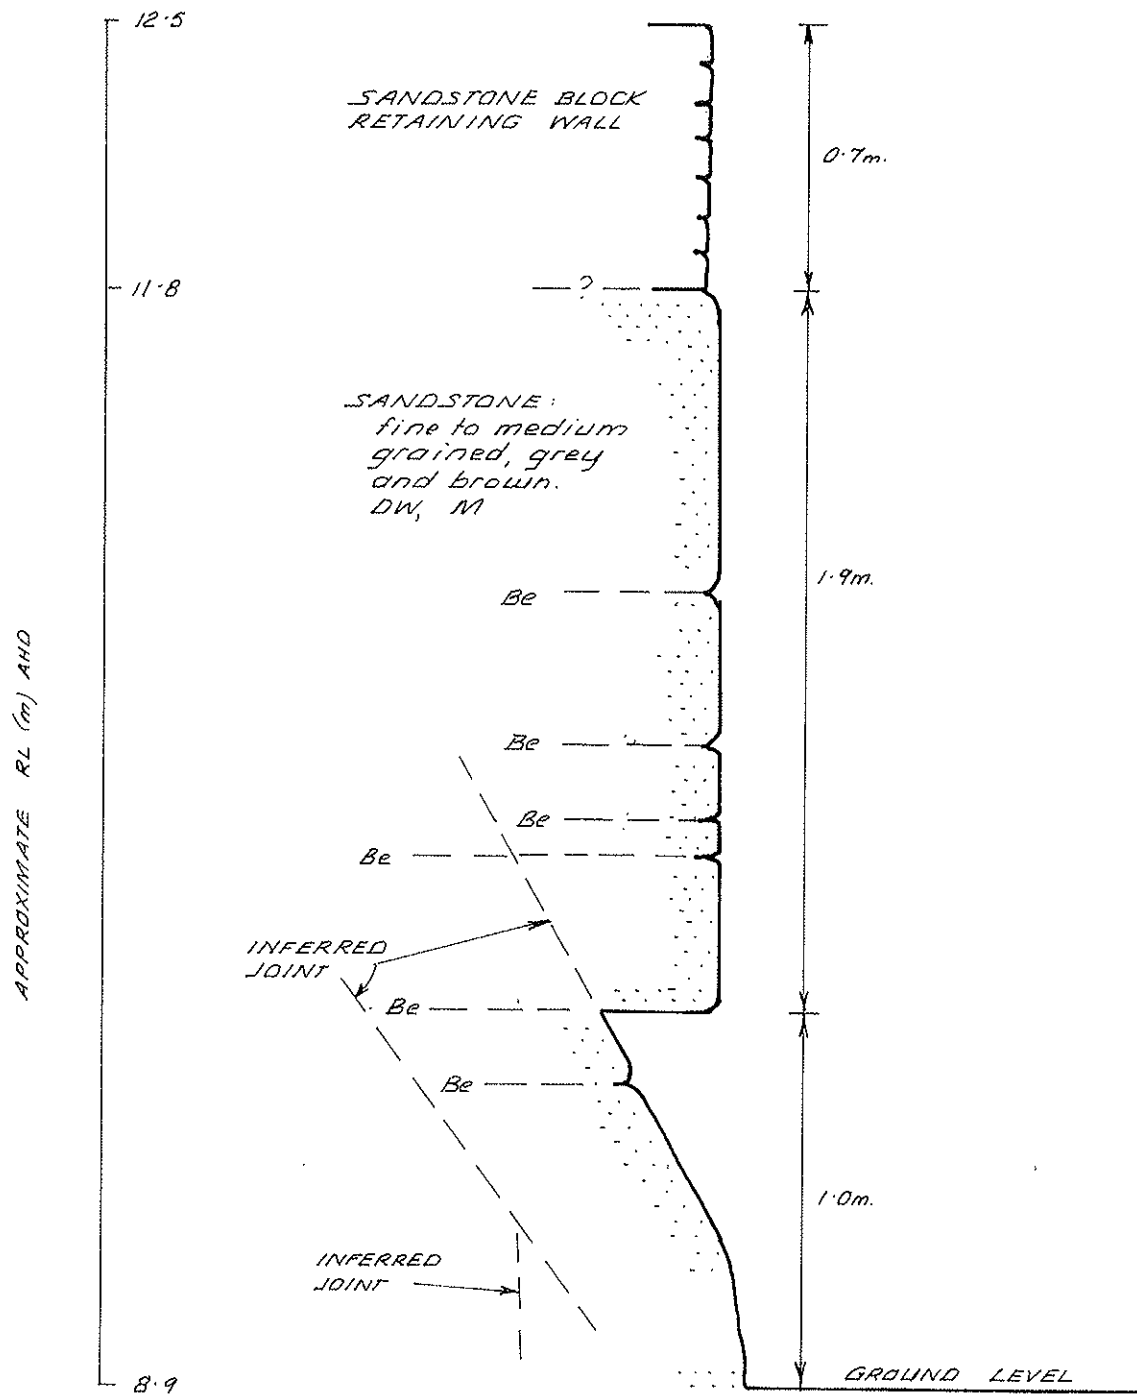 12.5
SANDSTONE BLOCK
RETAINING WALL
0.7m.
11.8
?
SANDSTONE:
fine to medium
grained, grey
and brown.
DW, M
1.9m.
Be
APPROXIMATE RL (m) AHD
Be
Be
Be
INFERRED
JOINT
Be
Be
1.0m.
INFERRED
JOINT
8.9
GROUND LEVEL